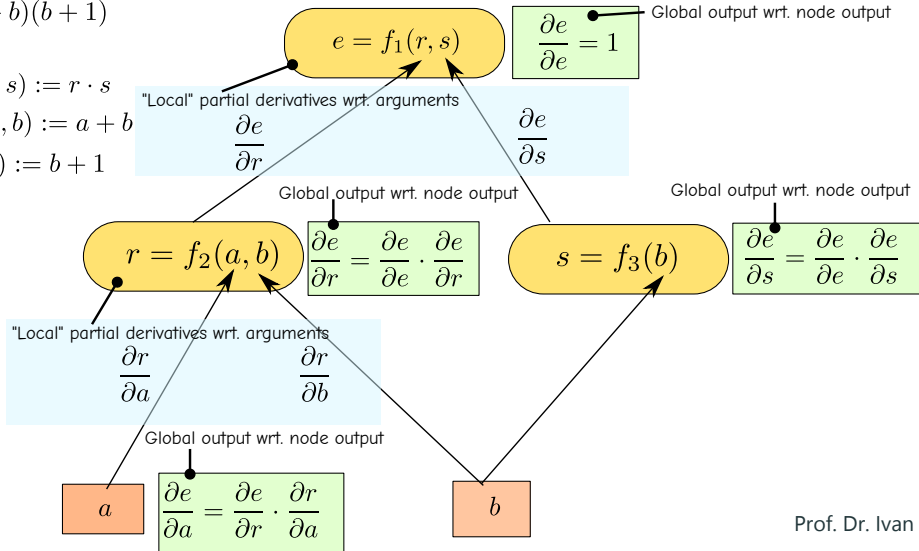 b)(b + 1)
s) := r · s
, b) := a + b
) := b + 1
e = f₁(r, s)
∂e/∂e = 1
Global output wrt. node output
"Local" partial derivatives wrt. arguments
∂e/∂r
∂e/∂s
Global output wrt. node output
Global output wrt. node output
r = f₂(a, b)
∂e/∂r = ∂e/∂e · ∂e/∂r
s = f₃(b)
∂e/∂s = ∂e/∂e · ∂e/∂s
"Local" partial derivatives wrt. arguments
∂r/∂a
∂r/∂b
Global output wrt. node output
a
∂e/∂a = ∂e/∂r · ∂r/∂a
b
Prof. Dr. Ivan